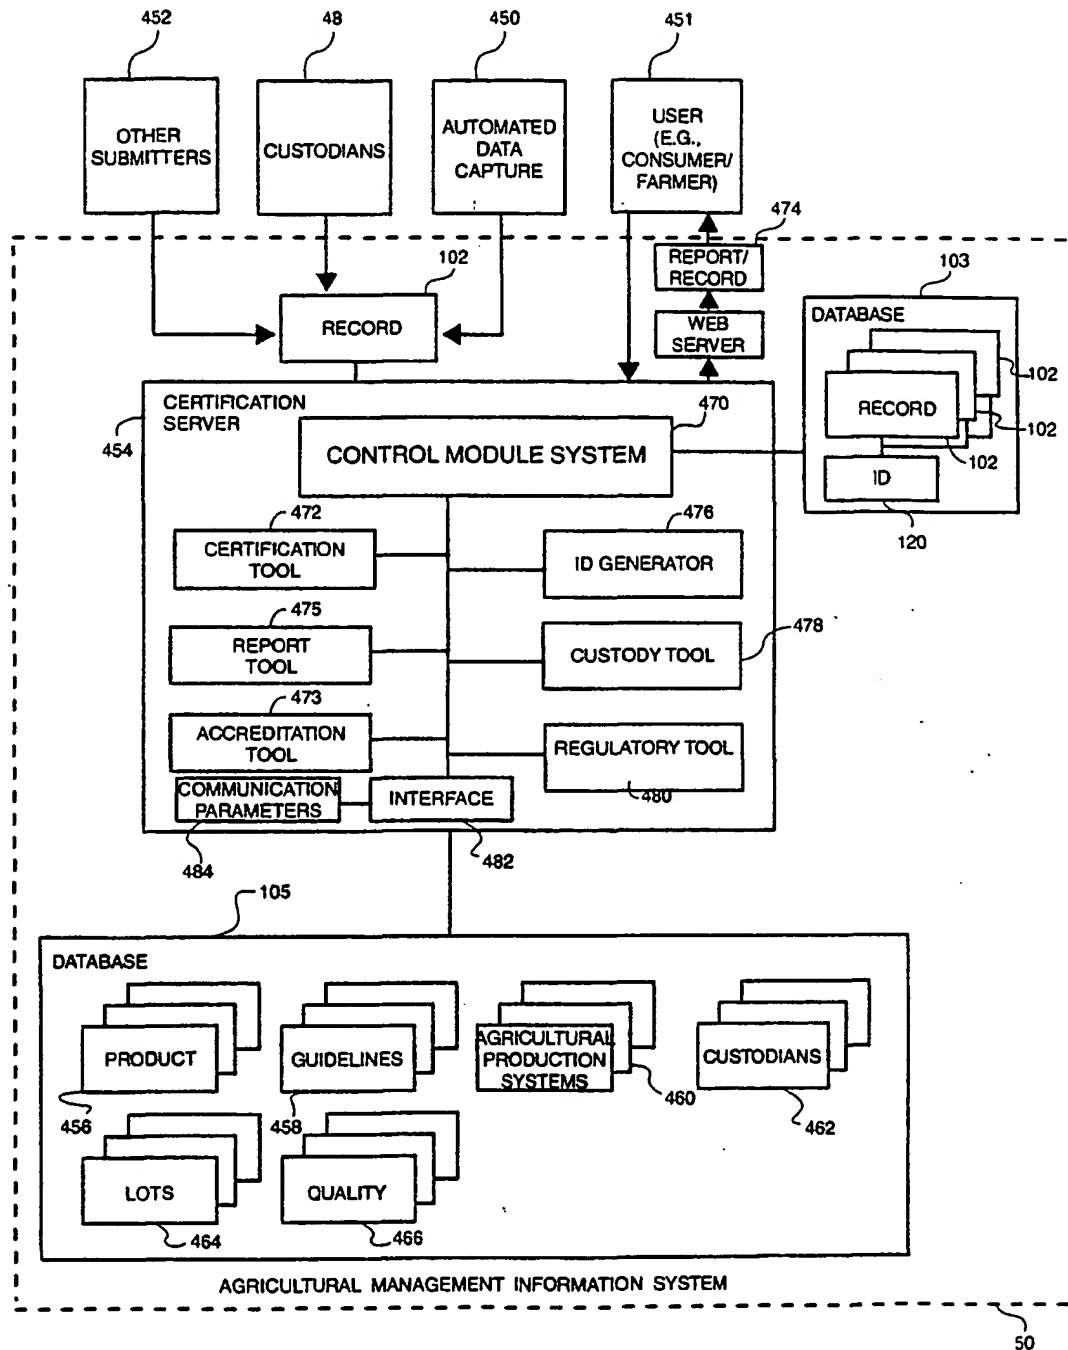 452
48
450
451
OTHER
SUBMITTERS
CUSTODIANS
AUTOMATED
DATA
CAPTURE
USER
(E.G.,
CONSUMER/
FARMER)
474
REPORT/
RECORD
102
RECORD
WEB
SERVER
103
DATABASE
102
RECORD
102
102
ID
120
CERTIFICATION
SERVER
454
470
CONTROL MODULE SYSTEM
472
CERTIFICATION
TOOL
476
ID GENERATOR
475
REPORT
TOOL
478
CUSTODY TOOL
473
ACCREDITATION
TOOL
REGULATORY TOOL
480
COMMUNICATION
PARAMETERS
INTERFACE
484
482
105
DATABASE
PRODUCT
GUIDELINES
AGRICULTURAL
PRODUCTION
SYSTEMS
CUSTODIANS
456
458
460
462
LOTS
QUALITY
464
466
AGRICULTURAL MANAGEMENT INFORMATION SYSTEM
50